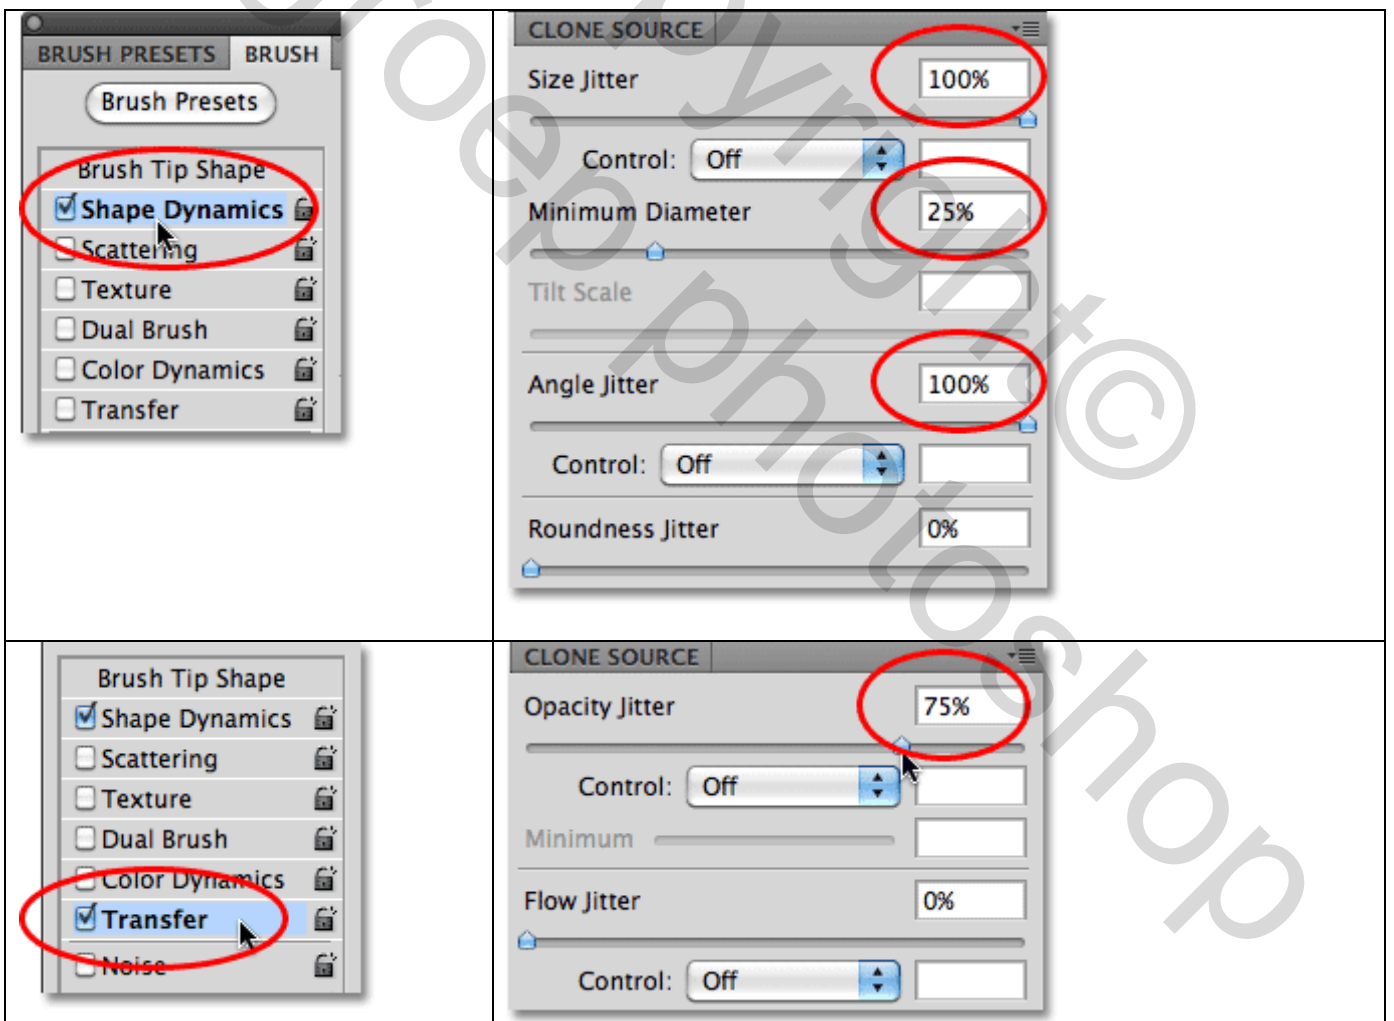 BRUSH PRESETS BRUSH
Brush Presets
Brush Tip Shape
Shape Dynamics
Scattering
Texture
Dual Brush
Color Dynamics
Transfer
CLONE SOURCE
Size Jitter 100%
Control: Off
Minimum Diameter 25%
Tilt Scale
Angle Jitter 100%
Control: Off
Roundness Jitter 0%
Brush Tip Shape
Shape Dynamics
Scattering
Texture
Dual Brush
Color Dynamics
Transfer
Noise
CLONE SOURCE
Opacity Jitter 75%
Control: Off
Minimum
Flow Jitter 0%
Control: Off
pyright©
oep photoshop